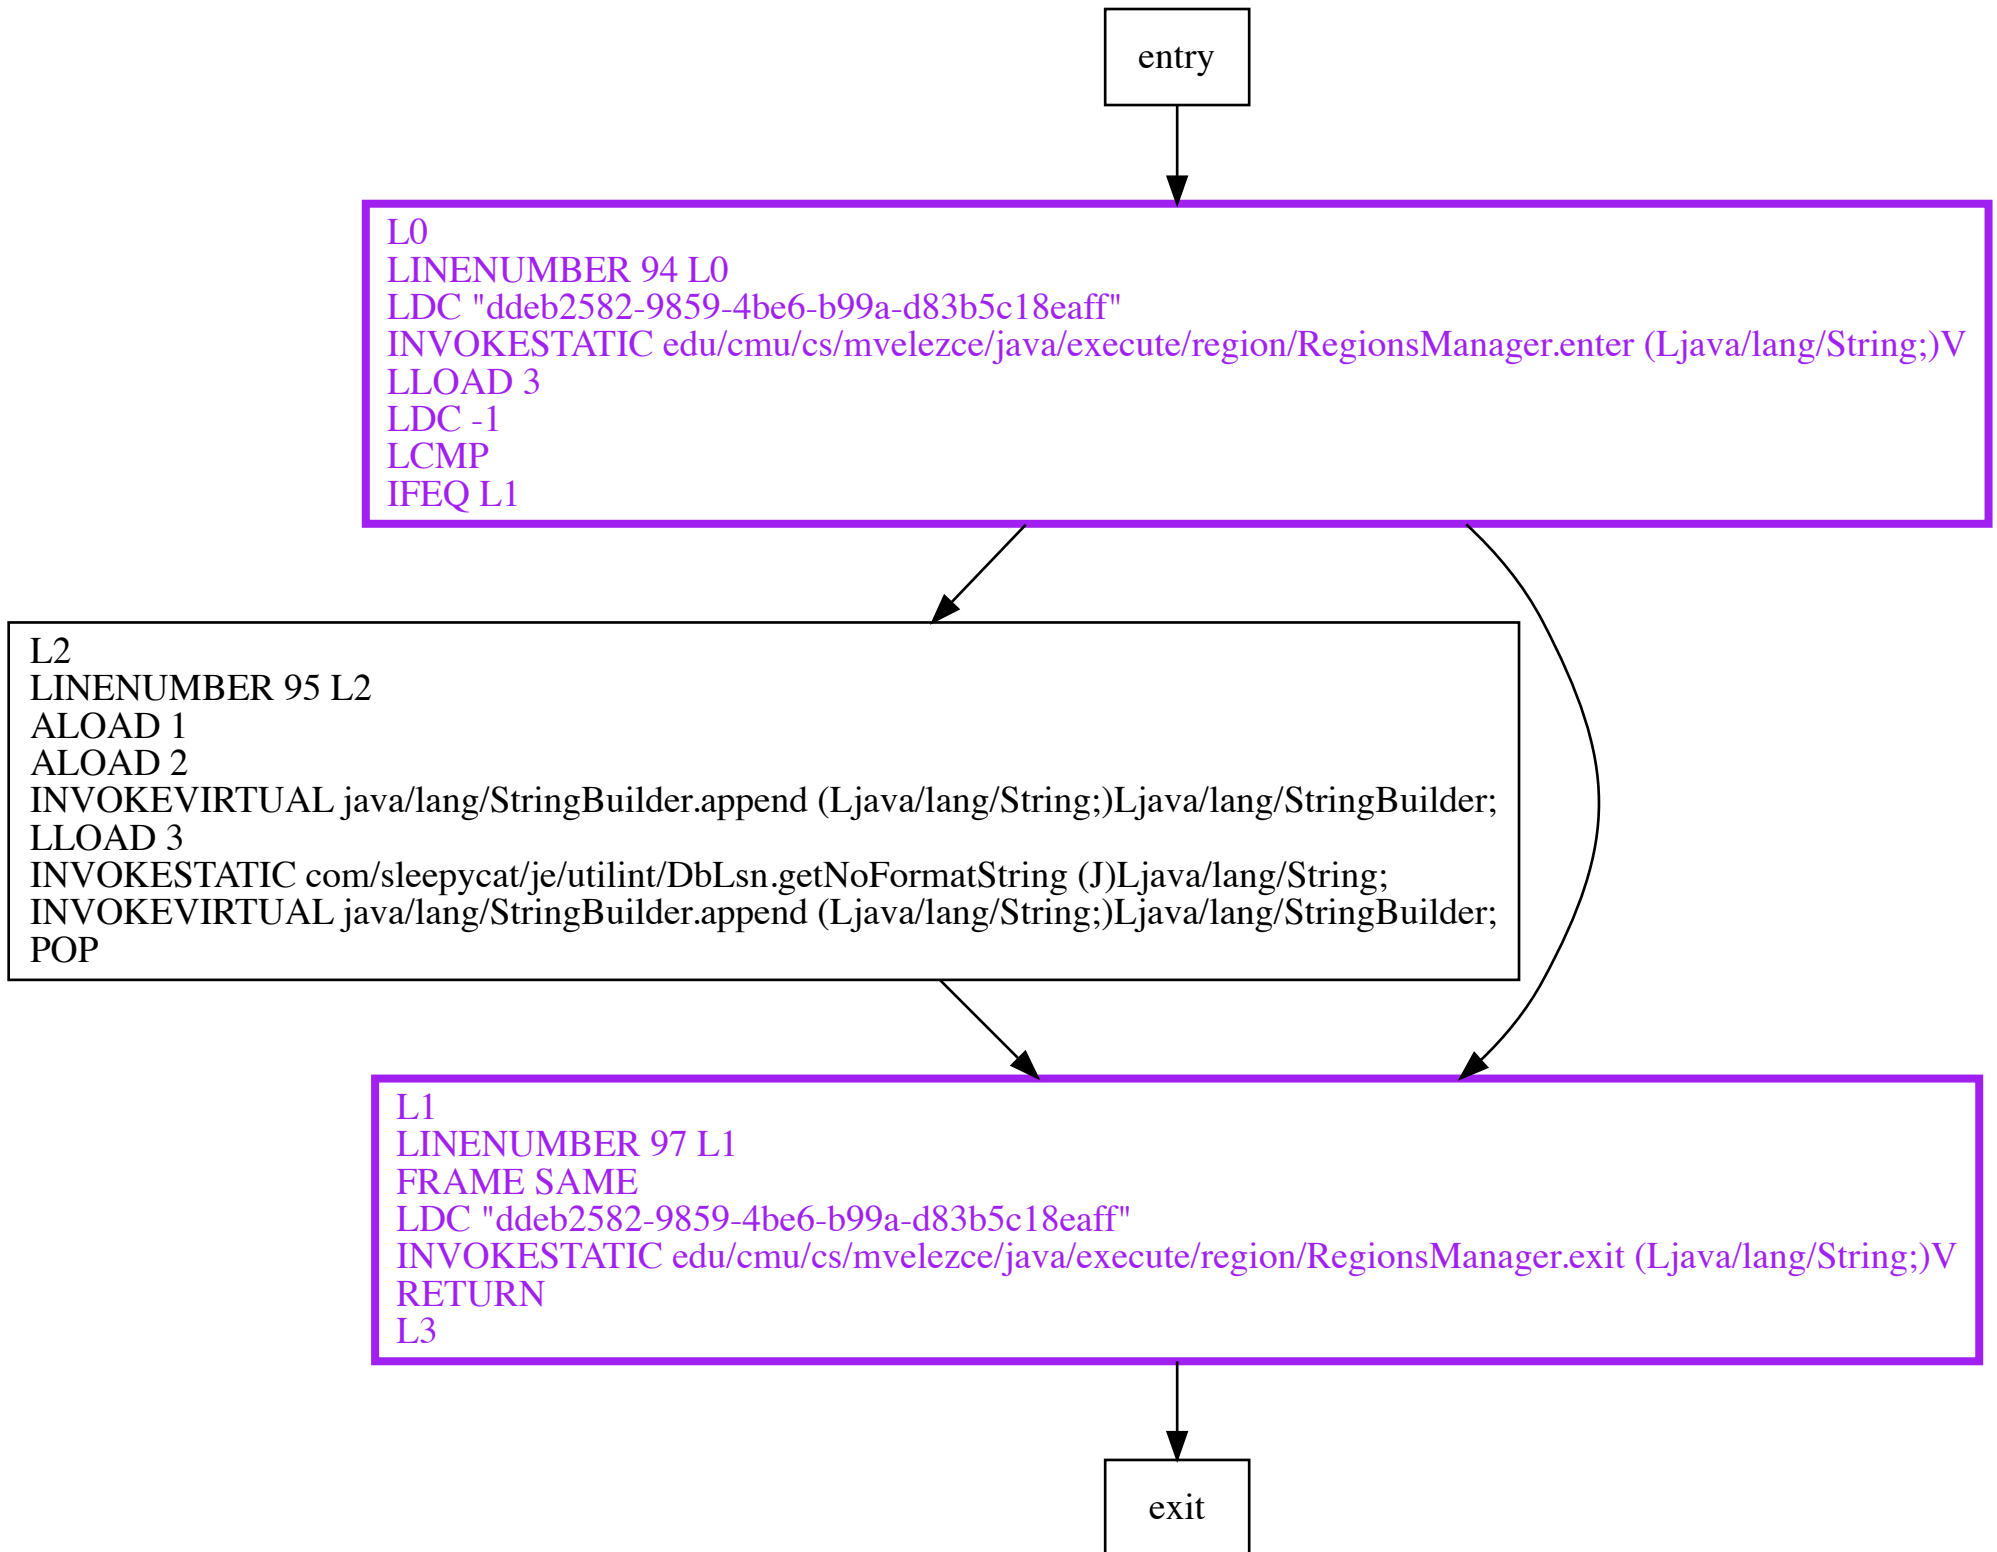 entry
L0
LINENUMBER 94 L0
LDC "ddeb2582-9859-4be6-b99a-d83b5c18eaff"
INVOKESTATIC edu/cmu/cs/mvelezce/java/execute/region/RegionsManager.enter (Ljava/lang/String;)V
LLOAD 3
LDC -1
LCMP
IFEQ L1
L2
LINENUMBER 95 L2
ALOAD 1
ALOAD 2
INVOKEVIRTUAL java/lang/StringBuilder.append (Ljava/lang/String;)Ljava/lang/StringBuilder;
LLOAD 3
INVOKESTATIC com/sleepycat/je/utilint/DbLsn.getNoFormatString (J)Ljava/lang/String;
INVOKEVIRTUAL java/lang/StringBuilder.append (Ljava/lang/String;)Ljava/lang/StringBuilder;
POP
L1
LINENUMBER 97 L1
FRAME SAME
LDC "ddeb2582-9859-4be6-b99a-d83b5c18eaff"
INVOKESTATIC edu/cmu/cs/mvelezce/java/execute/region/RegionsManager.exit (Ljava/lang/String;)V
RETURN
L3
exit